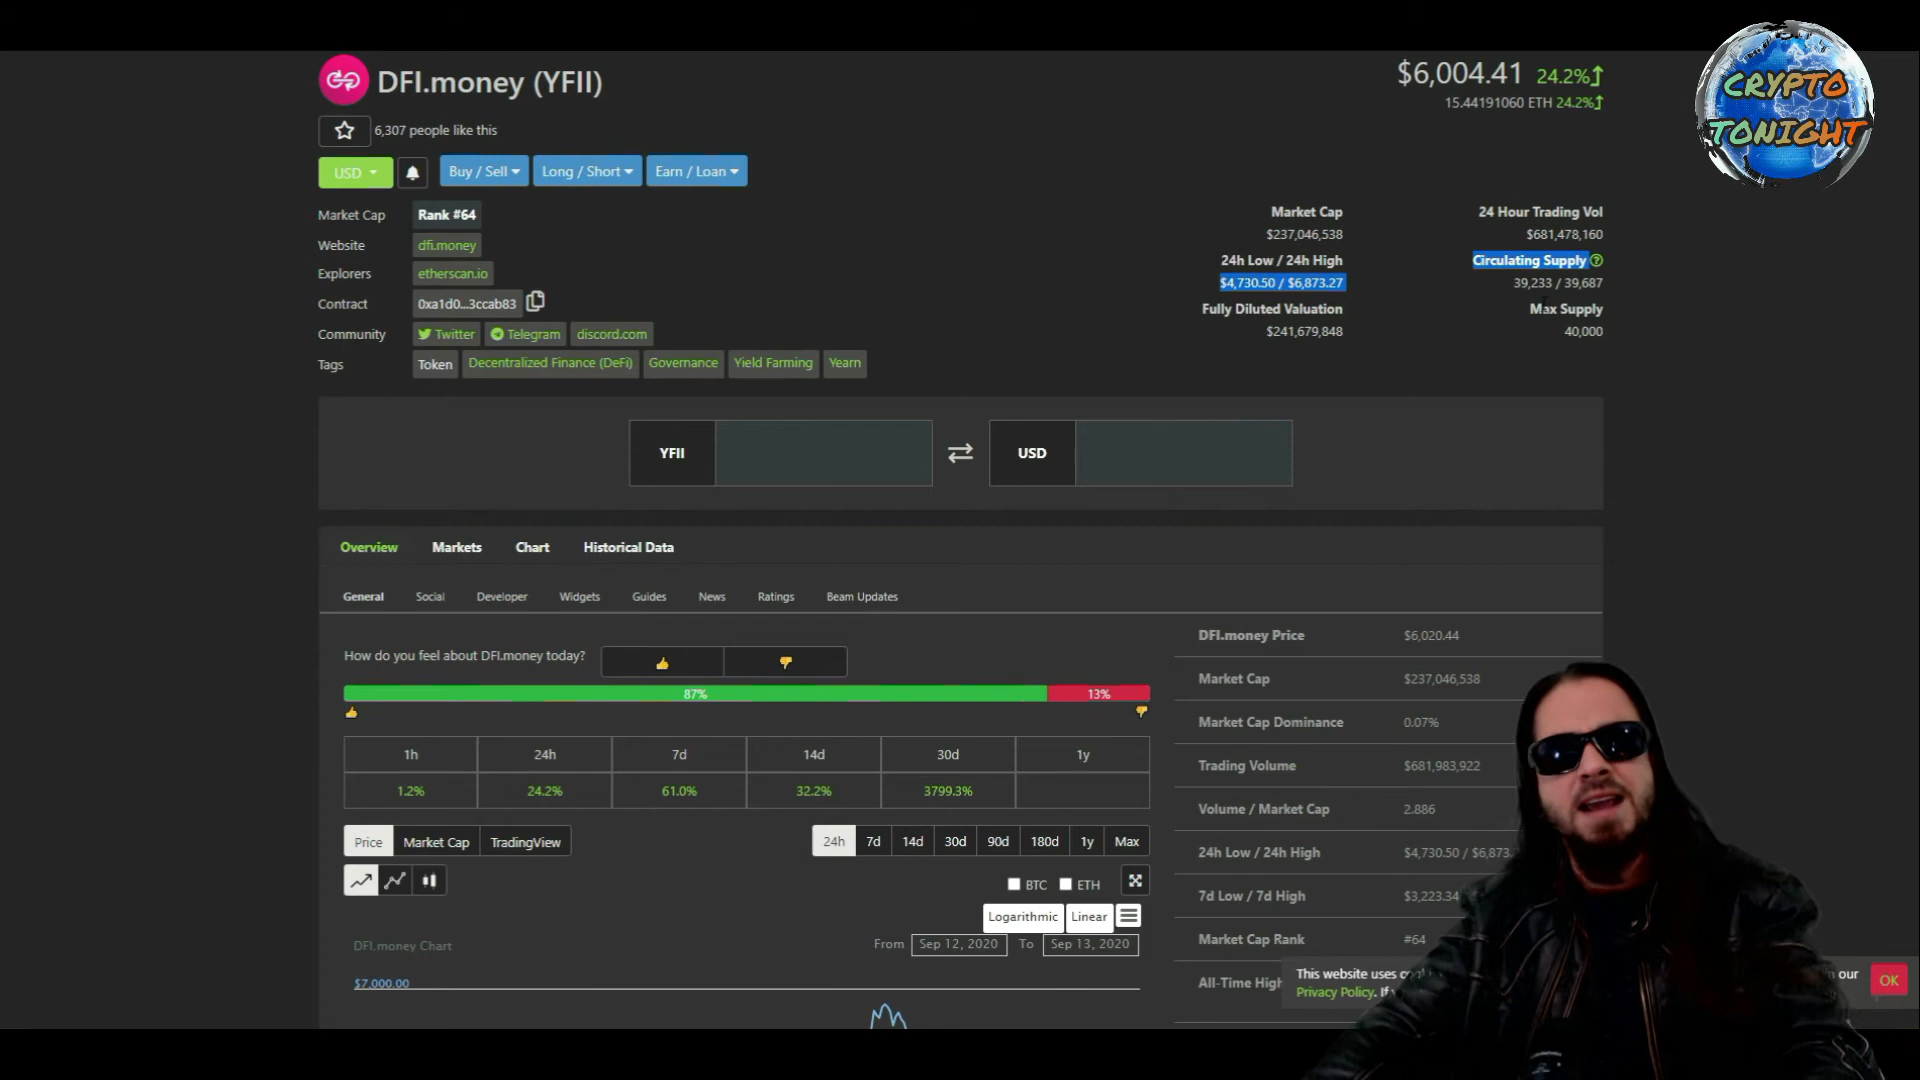 DFI.money (YFII)
$6,004.41 24.2%
15.44191060 ETH 24.2%
CRYPTO
TONIGHT
6,307 people like this
USD
Buy / Sell
Long / Short
Earn / Loan
Market Cap Rank #64
Website dfi.money
Explorers etherscan.io
Contract 0xa1d0...3ccab83
Community Twitter Telegram discord.com
Tags Token Decentralized Finance (DeFi) Governance Yield Farming Yearn
Market Cap
$237,046,538
24h Low / 24h High
$4,730.50 / $6,873.27
Fully Diluted Valuation
$241,679,848
24 Hour Trading Vol
$681,478,160
Circulating Supply
39,233 / 39,687
Max Supply
40,000
YFII
USD
Overview Markets Chart Historical Data
General Social Developer Widgets Guides News Ratings Beam Updates
How do you feel about DFI.money today?
87% 13%
1h 24h 7d 14d 30d 1y
1.2% 24.2% 61.0% 32.2% 3799.3%
Price Market Cap TradingView
24h 7d 14d 30d 90d 180d 1y Max
BTC ETH
Logarithmic Linear
DFI.money Chart
From Sep 12, 2020 To Sep 13, 2020
$7,000.00
DFI.money Price $6,020.44
Market Cap $237,046,538
Market Cap Dominance 0.07%
Trading Volume $681,983,922
Volume / Market Cap 2.886
24h Low / 24h High $4,730.50 / $6,873.
7d Low / 7d High $3,223.34
Market Cap Rank #64
All-Time High
This website uses co
in our
Privacy Policy. If
OK